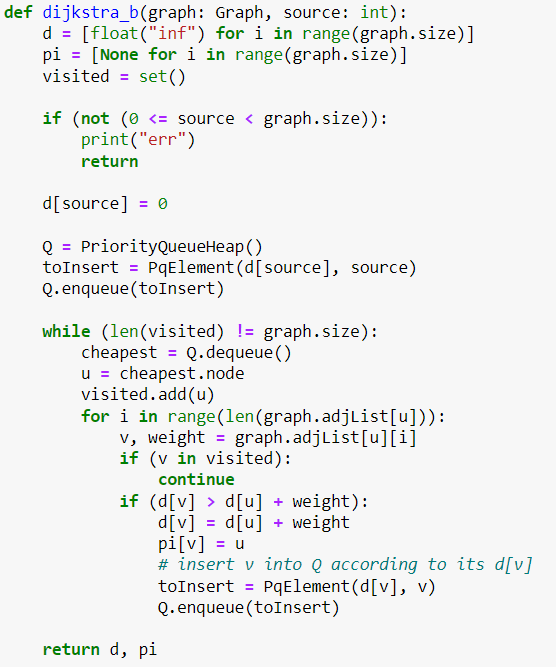 def dijkstra_b(graph: Graph, source: int):
    d = [float("inf") for i in range(graph.size)]
    pi = [None for i in range(graph.size)]
    visited = set()

    if (not (0 <= source < graph.size)):
        print("err")
        return

    d[source] = 0

    Q = PriorityQueueHeap()
    toInsert = PqElement(d[source], source)
    Q.enqueue(toInsert)

    while (len(visited) != graph.size):
        cheapest = Q.dequeue()
        u = cheapest.node
        visited.add(u)
        for i in range(len(graph.adjList[u])):
            v, weight = graph.adjList[u][i]
            if (v in visited):
                continue
            if (d[v] > d[u] + weight):
                d[v] = d[u] + weight
                pi[v] = u
                # insert v into Q according to its d[v]
                toInsert = PqElement(d[v], v)
                Q.enqueue(toInsert)

    return d, pi